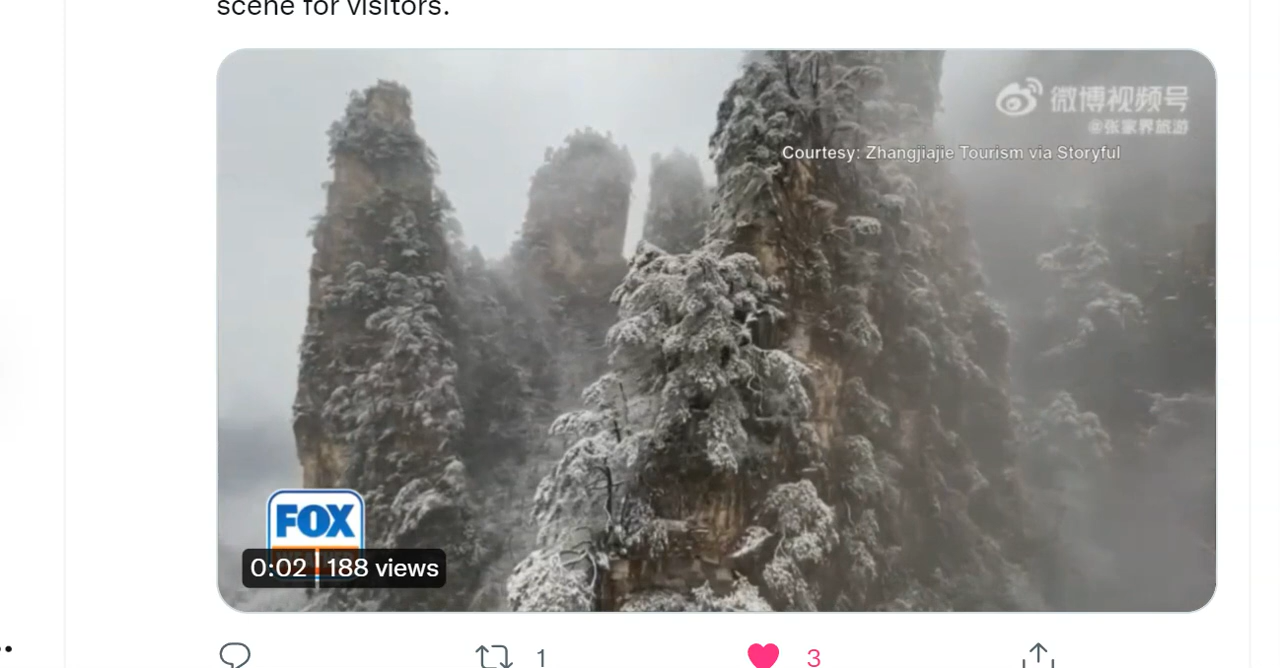 scene for visitors.
微博视频号
@张家界旅游
Courtesy: Zhangjiajie Tourism via Storyful
FOX
0:02 188 views
1
3